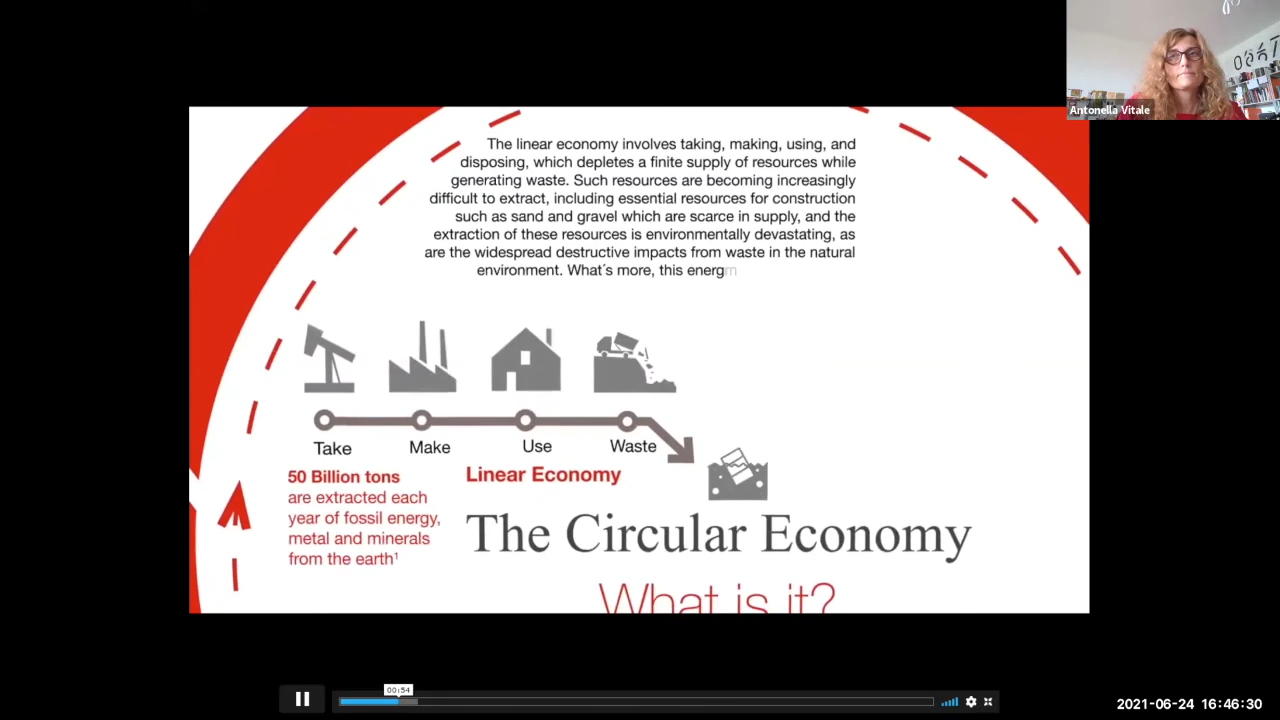 Antonella Vitale
The linear economy involves taking, making, using, and
disposing, which depletes a finite supply of resources while
generating waste. Such resources are becoming increasingly
difficult to extract, including essential resources for construction
such as sand and gravel which are scarce in supply, and the
extraction of these resources is environmentally devastating, as
are the widespread destructive impacts from waste in the natural
environment. What´s more, this energm
Take
Make
Use
Waste
50 Billion tons
are extracted each
year of fossil energy,
metal and minerals
from the earth¹
Linear Economy
The Circular Economy
What is it?
00:54
2021-06-24 16:46:30